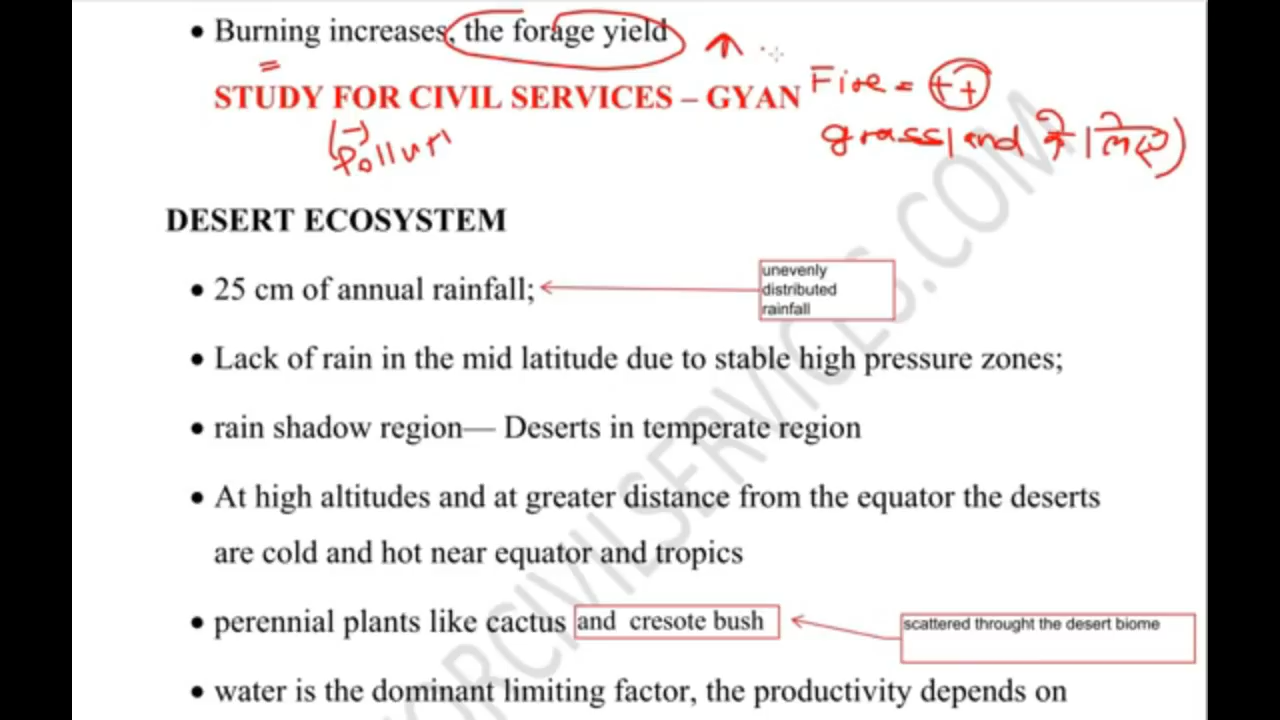 • Burning increases, the forage yield
STUDY FOR CIVIL SERVICES – GYAN
Fire = ++
grassland के लिए)
(-)
Polluti
DESERT ECOSYSTEM
• 25 cm of annual rainfall;
unevenly
distributed
rainfall
• Lack of rain in the mid latitude due to stable high pressure zones;
• rain shadow region— Deserts in temperate region
• At high altitudes and at greater distance from the equator the deserts
are cold and hot near equator and tropics
• perennial plants like cactus and cresote bush
scattered throught the desert biome
• water is the dominant limiting factor, the productivity depends on
FORCIVILSERVICES.COM